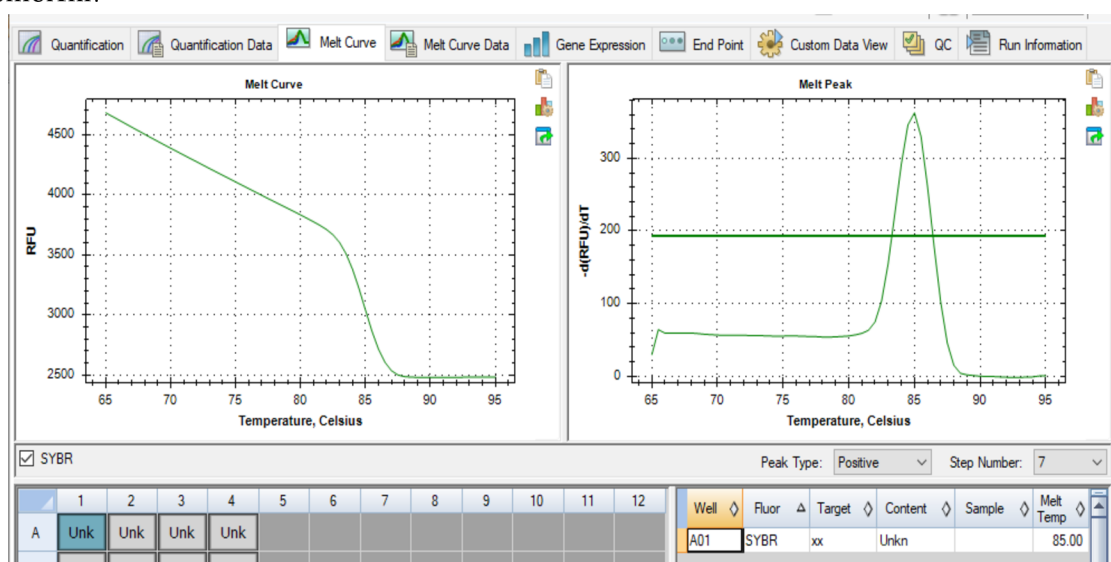 Quantification Quantification Data Melt Curve Melt Curve Data Gene Expression End Point Custom Data View QC Run Information
Melt Curve
4500
4000
3500
3000
2500
RFU
65 70 75 80 85 90 95
Temperature, Celsius
Melt Peak
300
200
100
0
-d(RFU)/dT
65 70 75 80 85 90 95
Temperature, Celsius
SYBR
Peak Type: Positive Step Number: 7
1 2 3 4 5 6 7 8 9 10 11 12
A Unk Unk Unk Unk
Well Fluor Target Content Sample Melt Temp
A01 SYBR xx Unkn 85.00